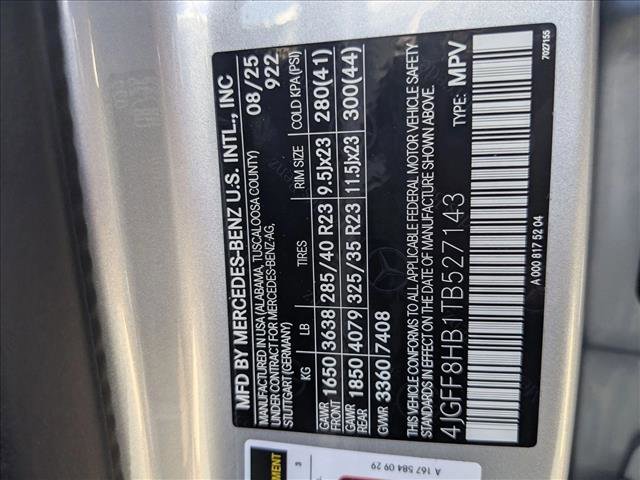 MFD BY MERCEDES-BENZ U.S. INTL., INC
MANUFACTURED IN USA (ALABAMA, TUSCALOOSA COUNTY) 08/25
UNDER CONTRACT FOR MERCEDES-BENZ-AG, 922
STUTTGART (GERMANY)
KG LB TIRES RIM SIZE COLD KPA(PSI)
GAWR FRONT 1650 3638 285/40 R23 9.5Jx23 280(41)
GAWR REAR 1850 4079 325/35 R23 11.5Jx23 300(44)
GVWR 3360 7408
THIS VEHICLE CONFORMS TO ALL APPLICABLE FEDERAL MOTOR VEHICLE SAFETY
AND THEFT PREVENTION STANDARDS IN EFFECT ON THE DATE OF MANUFACTURE SHOWN ABOVE.
4JGFF8HB1TB527143 TYPE: MPV
A 000 817 52 04
7027155
3
A 167 584 09 29